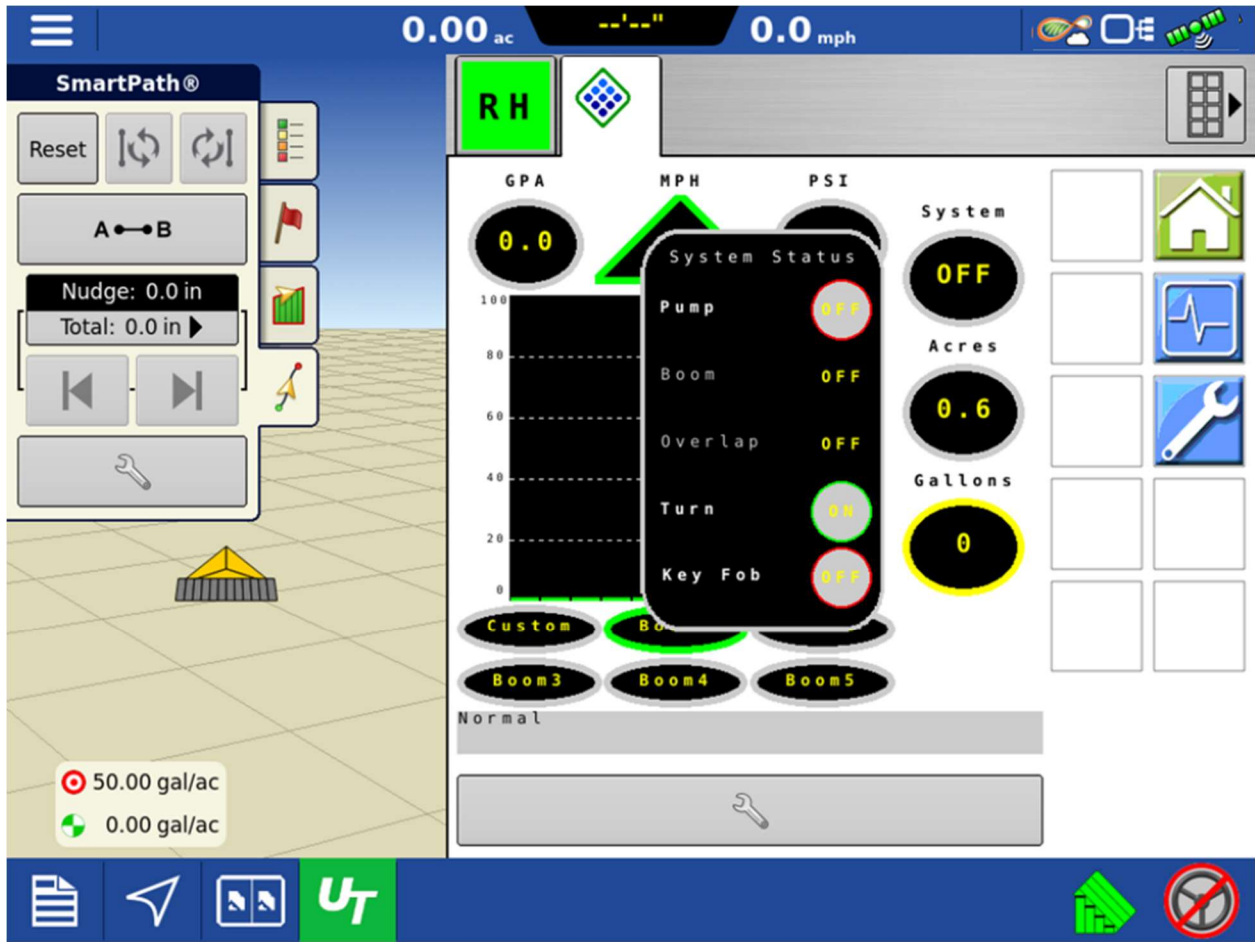 0.00 ac
--'--"
0.0 mph
SmartPath®
Reset
A B
Nudge: 0.0 in
Total: 0.0 in
50.00 gal/ac
0.00 gal/ac
RH
GPA MPH PSI
0.0
System
OFF
Acres
0.6
Gallons
0
100
80
60
40
20
0
System Status
Pump OFF
Boom OFF
Overlap OFF
Turn ON
Key Fob OFF
Custom
Boom3 Boom4 Boom5
Normal
UT